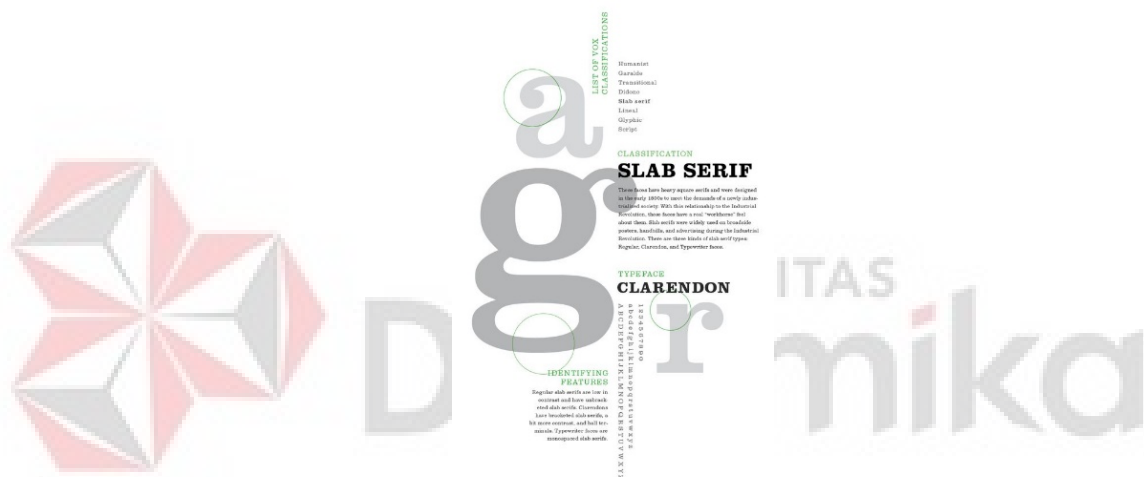 LIST OF VOX
CLASSIFICATIONS
Humanist
Garalde
Transitional
Didone
Slab serif
Lineal
Glyphic
Script
a
g
r
CLASSIFICATION
SLAB SERIF
These faces have heavy square serifs and were designed
in the early 1800s to meet the demands of a newly indus-
trialized society. With this relationship to the Industrial
Revolution, these faces have a real "workhorse" feel
about them. Slab serifs were widely used on broadside
posters, handbills, and advertising during the Industrial
Revolution. There are three kinds of slab serif types:
Regular, Clarendon, and Typewriter faces.
TYPEFACE
CLARENDON
1234567890
abcdefghijklmnopqrstuvwxyz
ABCDEFGHIJKLMNOPQRSTUVWXYZ
IDENTIFYING
FEATURES
Regular slab serifs are low in
contrast and have unbrack-
eted slab serifs. Clarendons
have bracketed slab serifs, a
bit more contrast, and ball ter-
minals. Typewriter faces are
monospaced slab serifs.
ITAS
D mika